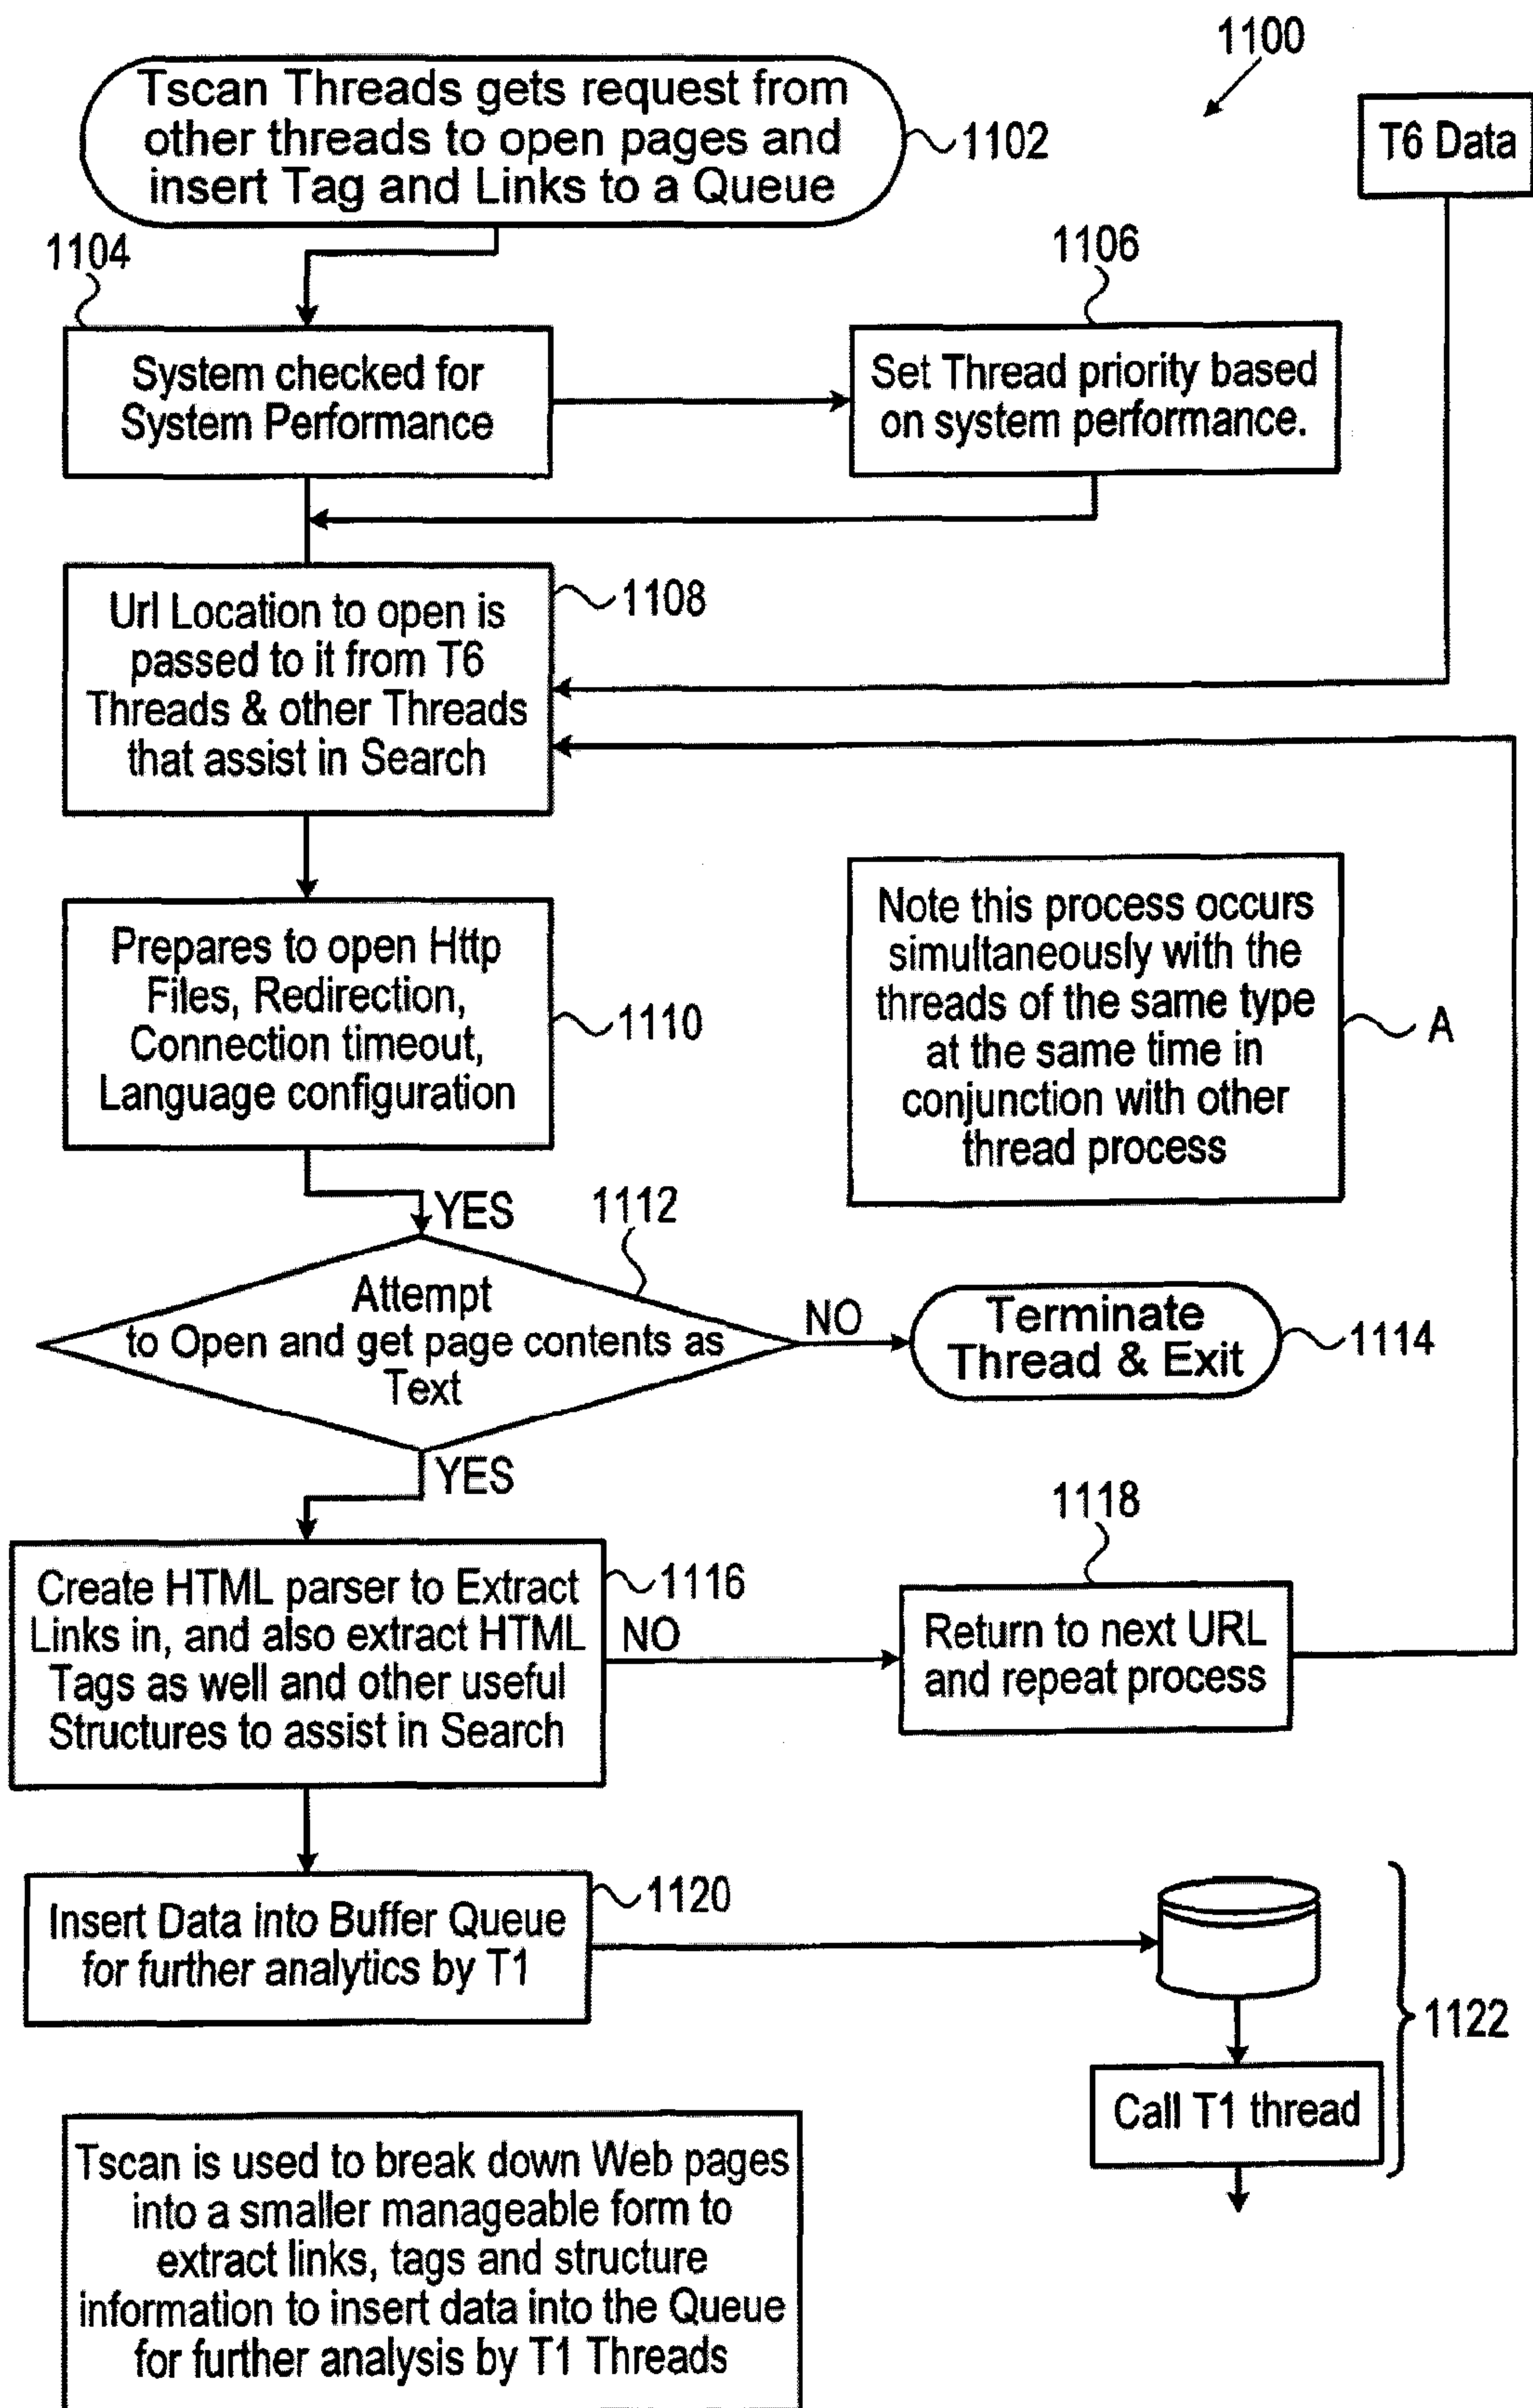 1100
Tscan Threads gets request from
other threads to open pages and
insert Tag and Links to a Queue
1102
T6 Data
1104
System checked for
System Performance
1106
Set Thread priority based
on system performance.
Url Location to open is
passed to it from T6
Threads & other Threads
that assist in Search
1108
Prepares to open Http
Files, Redirection,
Connection timeout,
Language configuration
1110
Note this process occurs
simultaneously with the
threads of the same type
at the same time in
conjunction with other
thread process
A
YES
1112
Attempt
to Open and get page contents as
Text
NO
Terminate
Thread & Exit
1114
YES
Create HTML parser to Extract
Links in, and also extract HTML
Tags as well and other useful
Structures to assist in Search
1116
NO
1118
Return to next URL
and repeat process
Insert Data into Buffer Queue
for further analytics by T1
1120
1122
Call T1 thread
Tscan is used to break down Web pages
into a smaller manageable form to
extract links, tags and structure
information to insert data into the Queue
for further analysis by T1 Threads